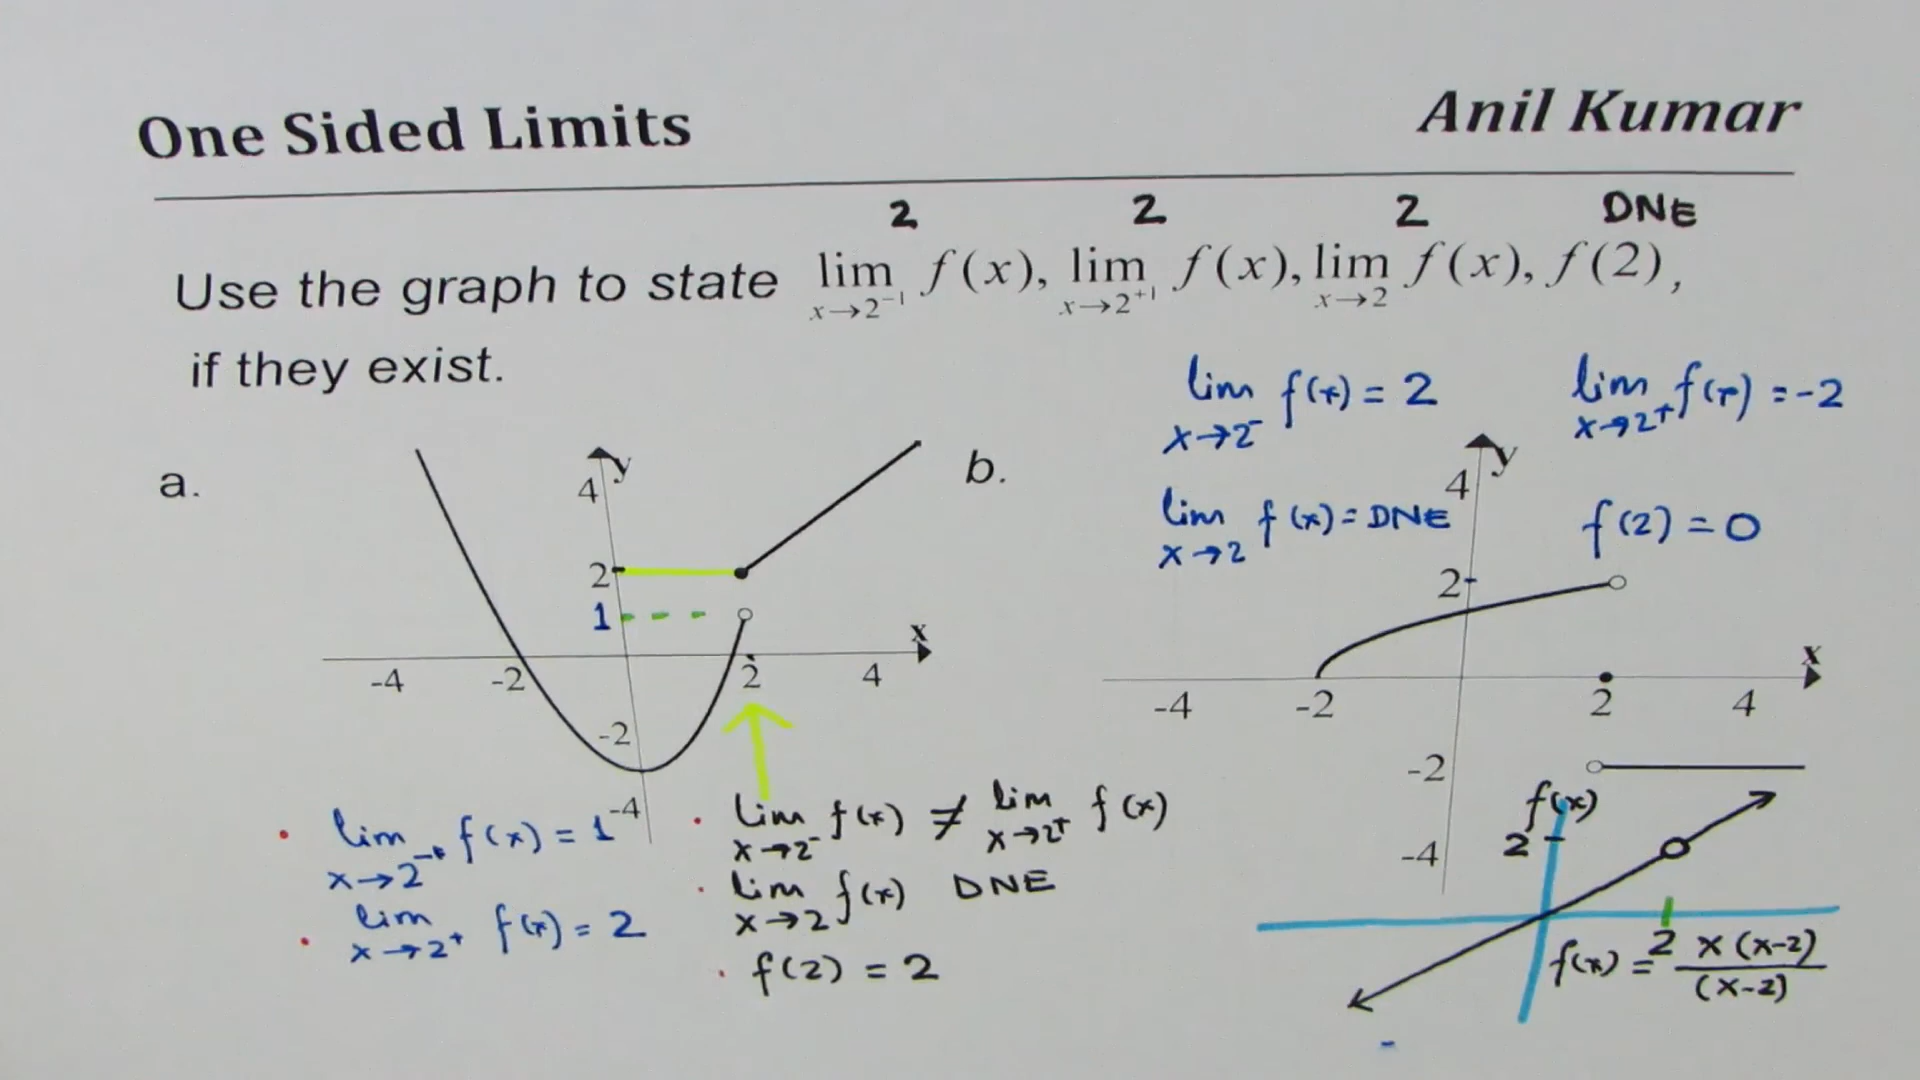 One Sided Limits
Anil Kumar
2 2 2 DNE
Use the graph to state lim x→2⁻¹ f(x), lim x→2⁺¹ f(x), lim x→2 f(x), f(2),
if they exist.
a.
y
4
2
1
x
-4 -2 2 4
-2
-4
lim x→2⁻ f(x) = 1
lim x→2⁺ f(x) = 2
lim x→2⁻ f(x) ≠ lim x→2⁺ f(x)
lim x→2 f(x) DNE
f(2) = 2
b.
lim x→2⁻ f(x) = 2
lim x→2⁺ f(x) = -2
lim x→2 f(x) = DNE
f(2) = 0
y
4
2
x
-4 -2 2 4
-2
-4
f(x)
2
2
f(x) = x(x-2)/(x-2)